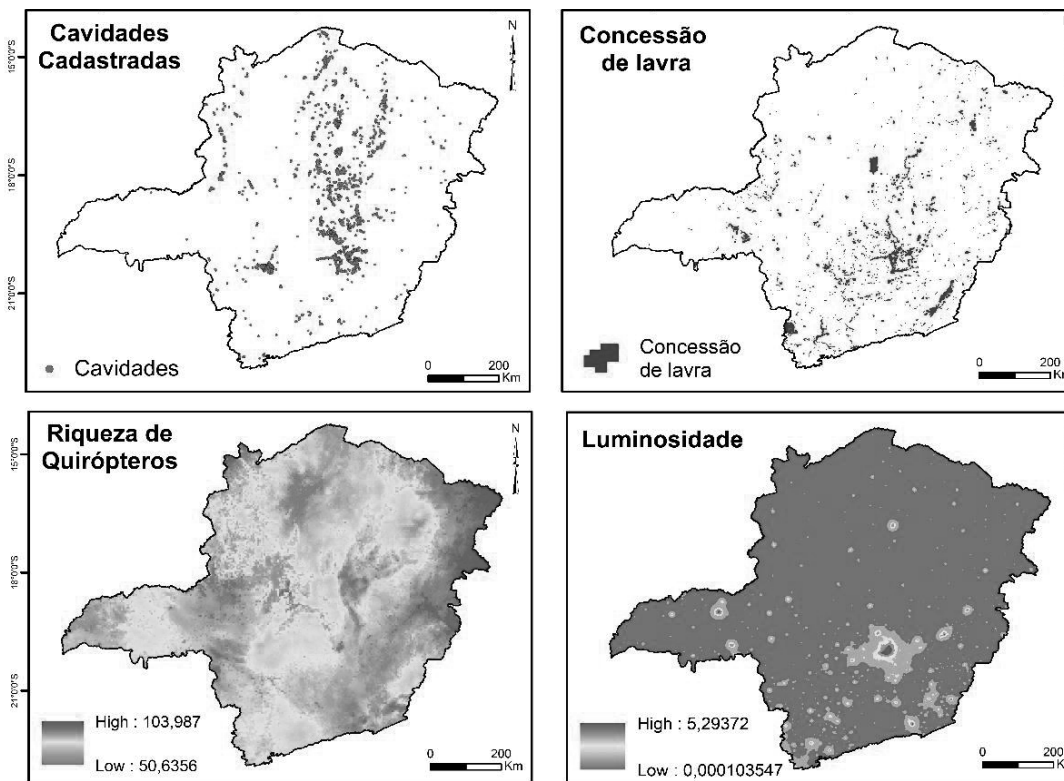 Cavidades
Cadastradas
N
15°0'0"S
18°0'0"S
21°0'0"S
Cavidades
0 200
Km
Concessão
de lavra
Concessão
de lavra
0 200
Km
Riqueza de
Quirópteros
N
15°0'0"S
18°0'0"S
21°0'0"S
High : 103,987
Low : 50,6356
0 200
Km
Luminosidade
High : 5,29372
Low : 0,000103547
0 200
Km